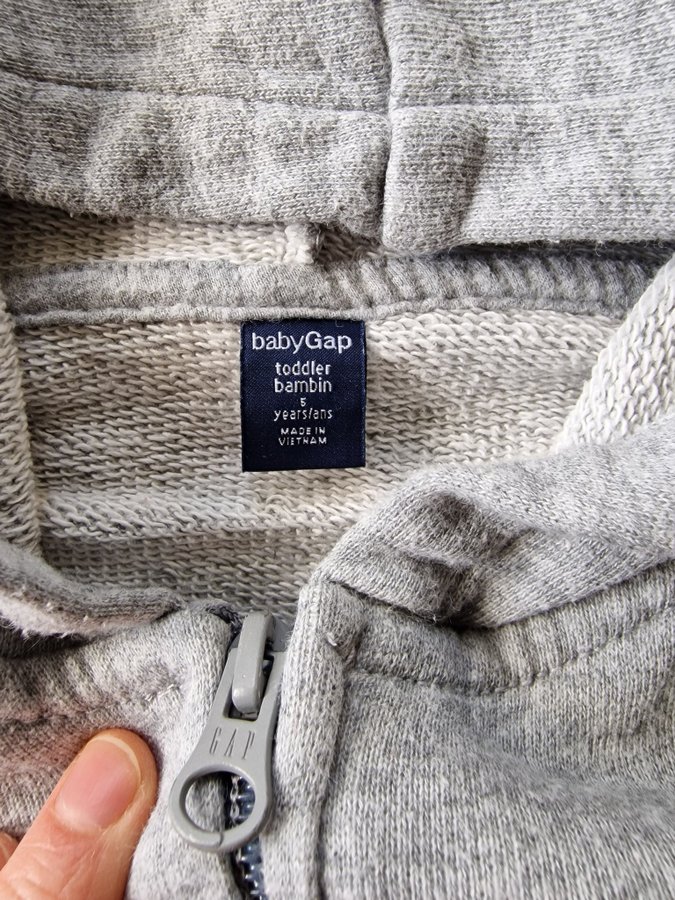 babyGap
toddler
bambin
5
years/ans
MADE IN
VIETNAM
GAP